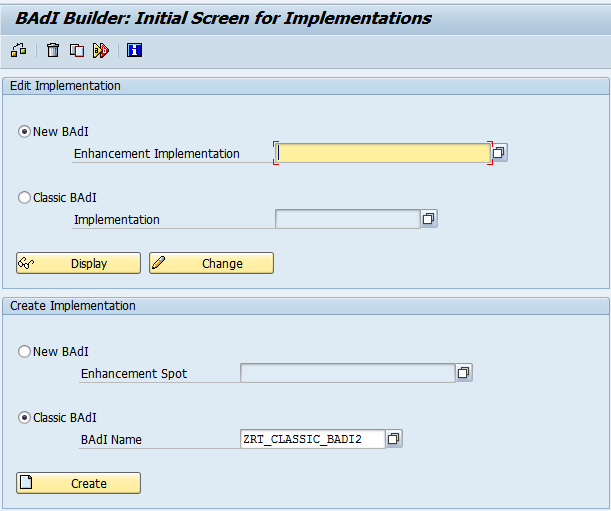 BAdI Builder: Initial Screen for Implementations
Edit Implementation
New BAdI
Enhancement Implementation
Classic BAdI
Implementation
Display Change
Create Implementation
New BAdI
Enhancement Spot
Classic BAdI
BAdI Name ZRT_CLASSIC_BADI2
Create